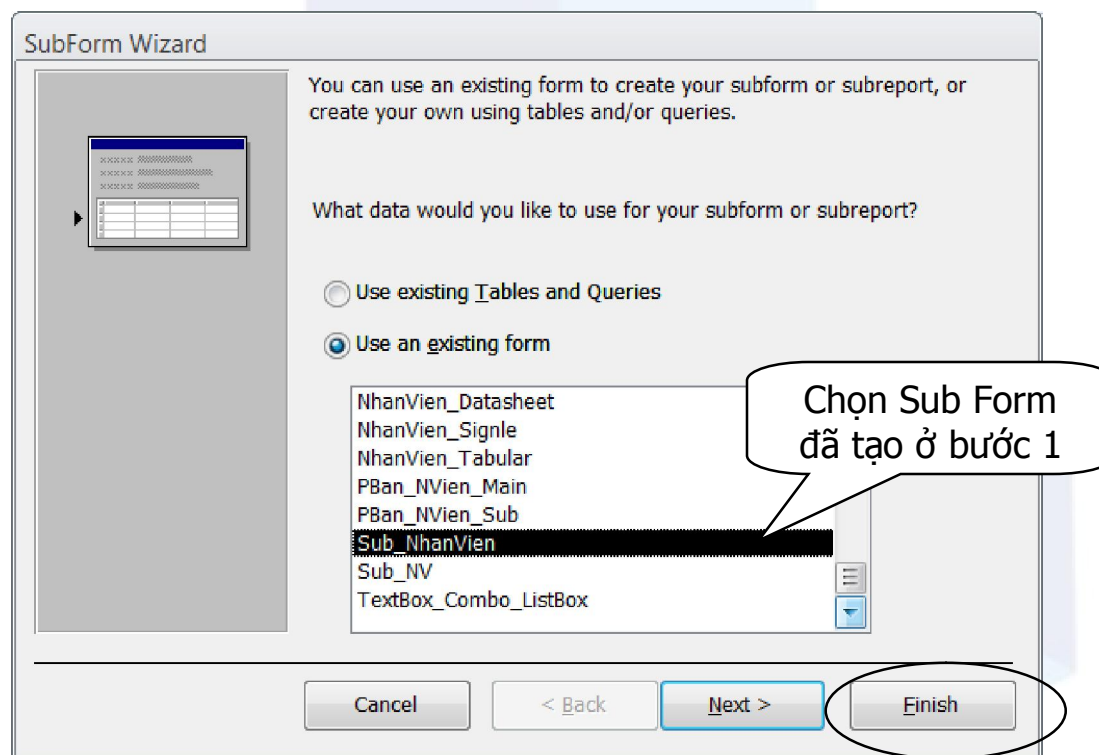 SubForm Wizard
You can use an existing form to create your subform or subreport, or
create your own using tables and/or queries.
What data would you like to use for your subform or subreport?
Use existing Tables and Queries
Use an existing form
NhanVien_Datasheet
NhanVien_Signle
NhanVien_Tabular
PBan_NVien_Main
PBan_NVien_Sub
Sub_NhanVien
Sub_NV
TextBox_Combo_ListBox
Chọn Sub Form
đã tạo ở bước 1
Cancel
< Back
Next >
Finish